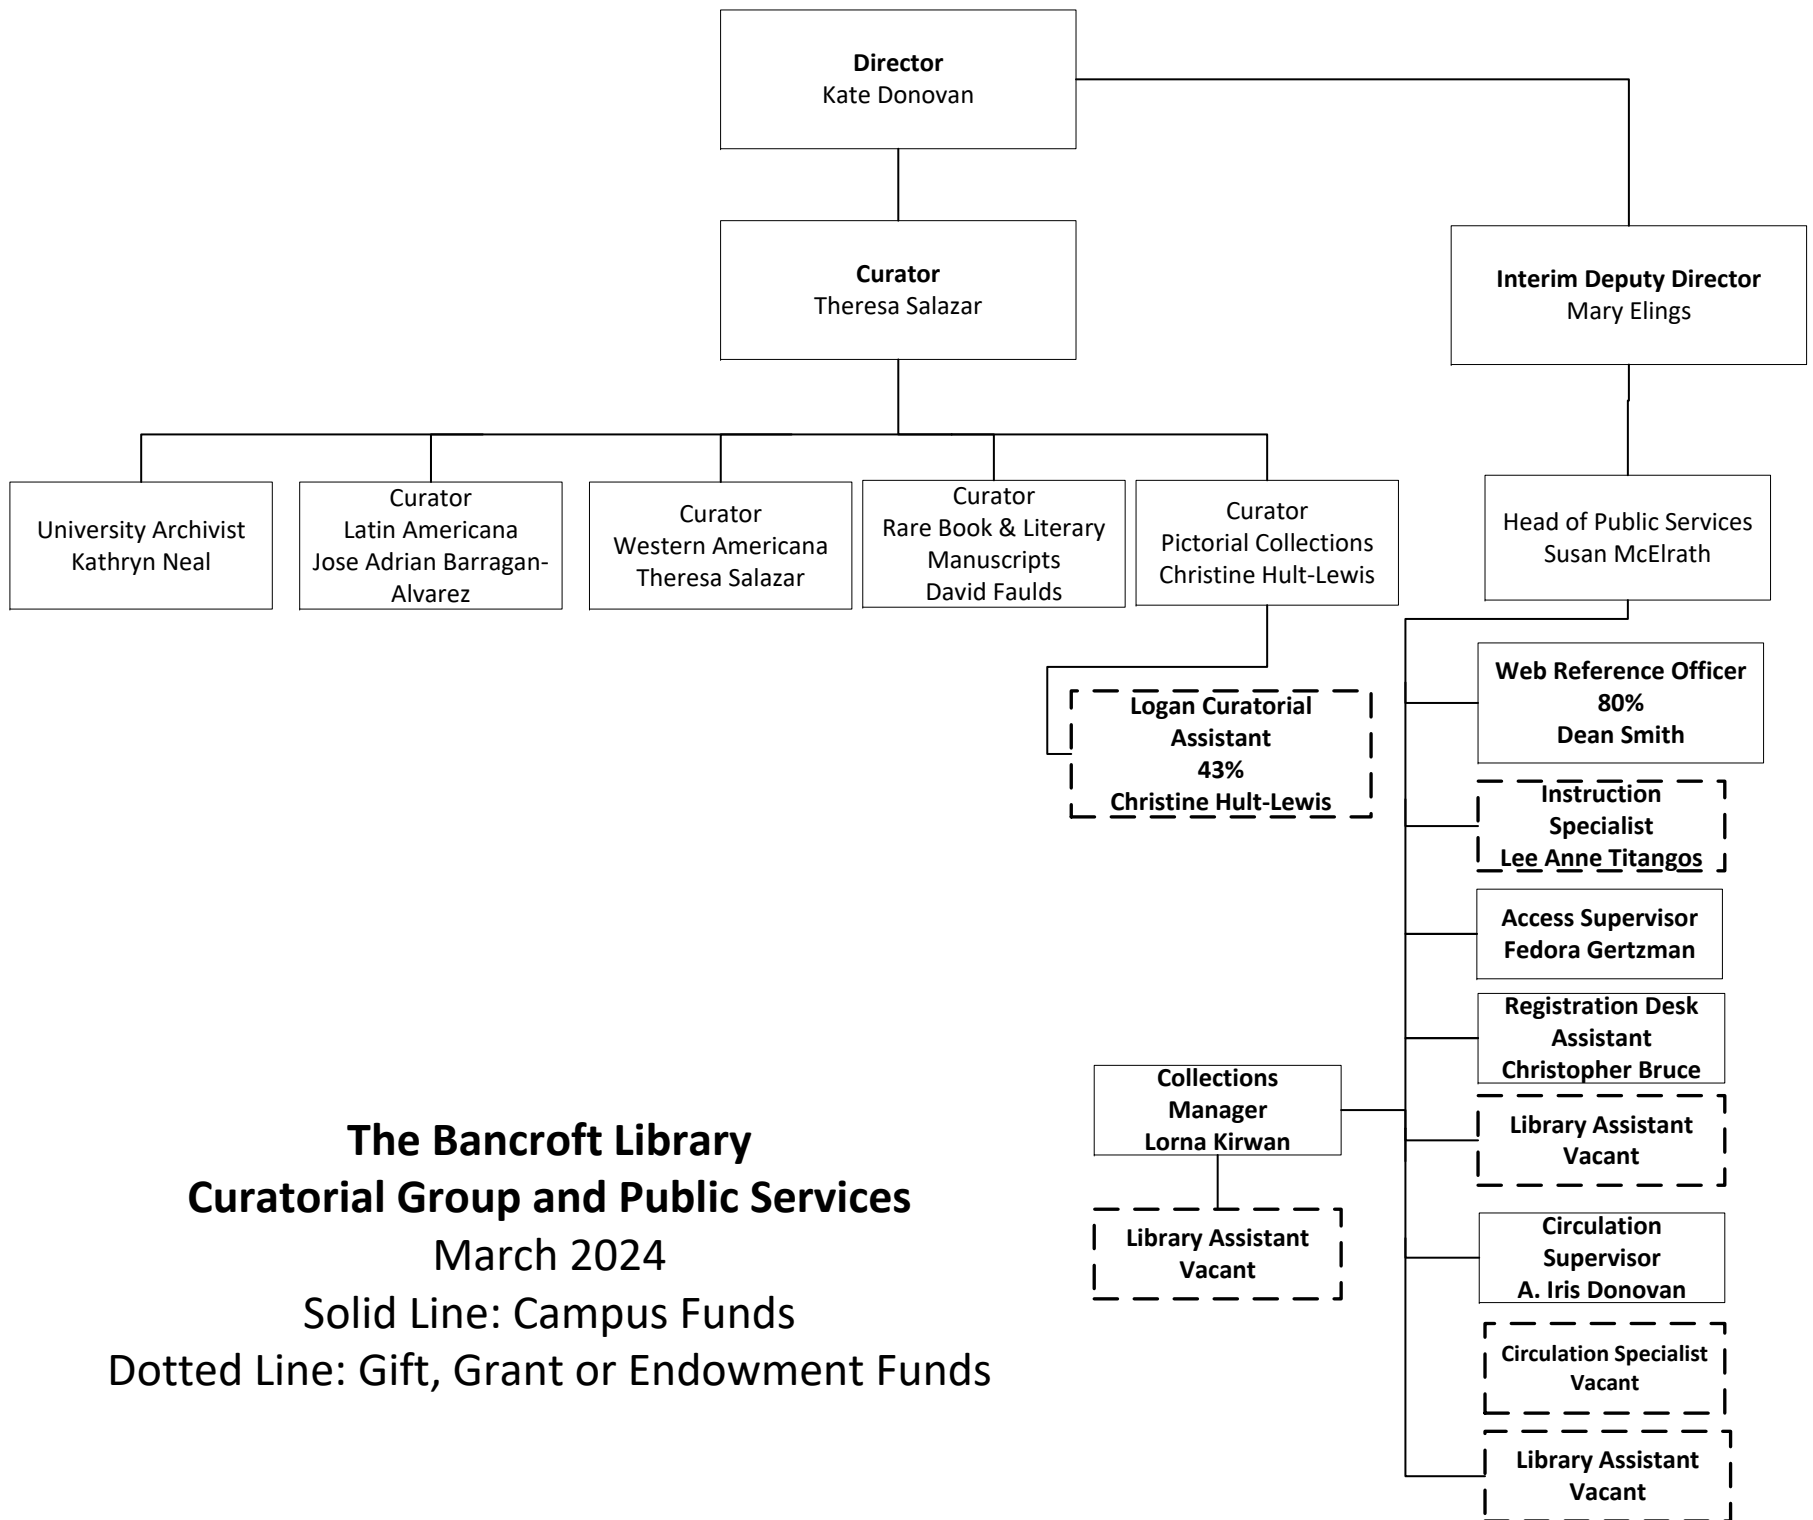 Director
Kate Donovan
Curator
Theresa Salazar
Interim Deputy Director
Mary Elings
University Archivist
Kathryn Neal
Curator
Latin Americana
Jose Adrian Barragan-
Alvarez
Curator
Western Americana
Theresa Salazar
Curator
Rare Book & Literary
Manuscripts
David Faulds
Curator
Pictorial Collections
Christine Hult-Lewis
Head of Public Services
Susan McElrath
Logan Curatorial
Assistant
43%
Christine Hult-Lewis
Web Reference Officer
80%
Dean Smith
Instruction
Specialist
Lee Anne Titangos
Access Supervisor
Fedora Gertzman
Registration Desk
Assistant
Christopher Bruce
Collections
Manager
Lorna Kirwan
Library Assistant
Vacant
Library Assistant
Vacant
Circulation
Supervisor
A. Iris Donovan
Circulation Specialist
Vacant
Library Assistant
Vacant
The Bancroft Library
Curatorial Group and Public Services
March 2024
Solid Line: Campus Funds
Dotted Line: Gift, Grant or Endowment Funds